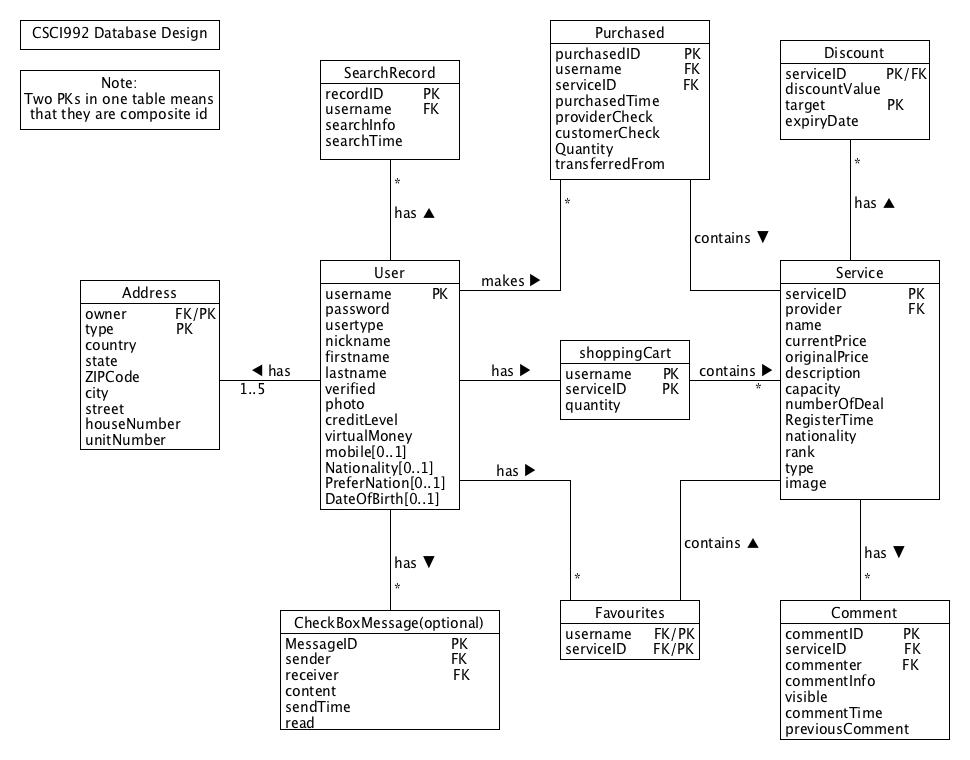 CSCI992 Database Design
Note:
Two PKs in one table means
that they are composite id
SearchRecord
recordID PK
username FK
searchInfo
searchTime
Purchased
purchasedID PK
username FK
serviceID FK
purchasedTime
providerCheck
customerCheck
Quantity
transferredFrom
Discount
serviceID PK/FK
discountValue
target PK
expiryDate
*
has ▲
*
makes ▶
contains ▼
*
has ▲
Address
owner FK/PK
type PK
country
state
ZIPCode
city
street
houseNumber
unitNumber
◀ has
1..5
User
username PK
password
usertype
nickname
firstname
lastname
verified
photo
creditLevel
virtualMoney
mobile[0..1]
Nationality[0..1]
PreferNation[0..1]
DateOfBirth[0..1]
has ▶
shoppingCart
username PK
serviceID PK
quantity
contains ▶
*
Service
serviceID PK
provider FK
name
currentPrice
originalPrice
description
capacity
numberOfDeal
RegisterTime
nationality
rank
type
image
has ▶
*
contains ▲
has ▼
*
has ▼
*
CheckBoxMessage(optional)
MessageID PK
sender FK
receiver FK
content
sendTime
read
Favourites
username FK/PK
serviceID FK/PK
Comment
commentID PK
serviceID FK
commenter FK
commentInfo
visible
commentTime
previousComment